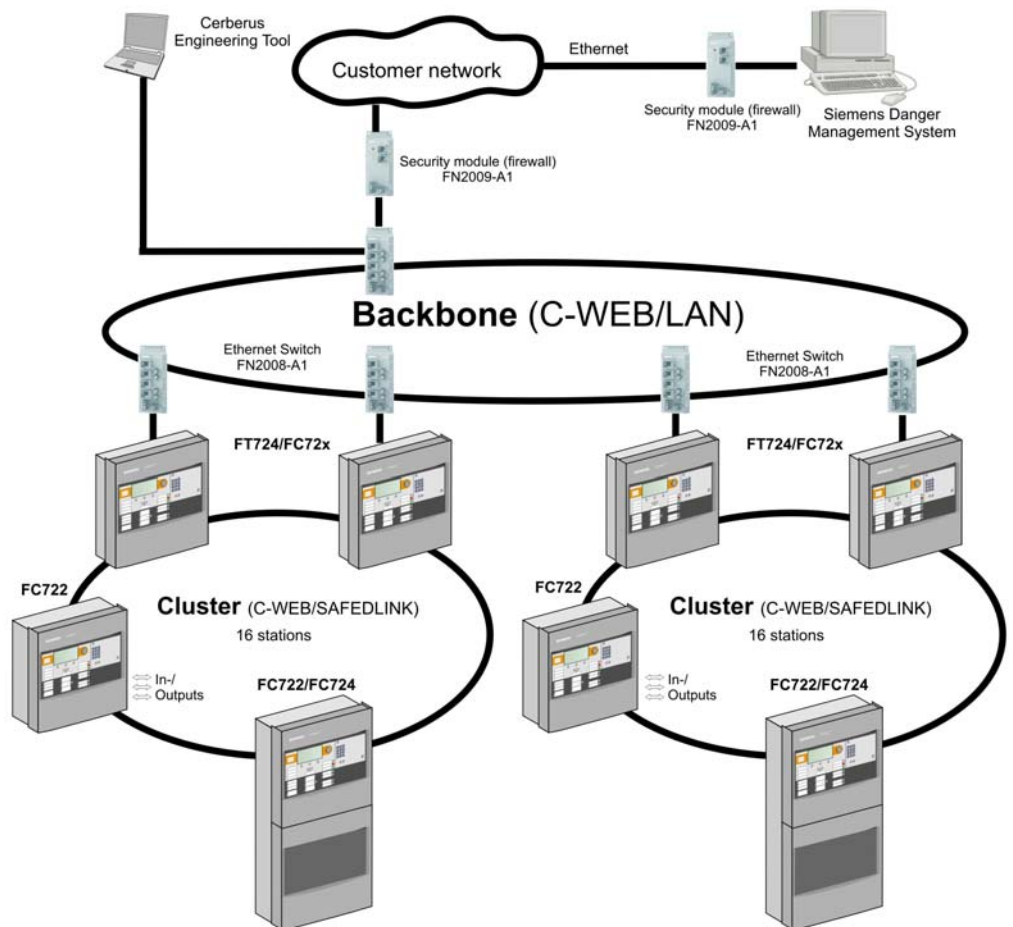 Cerberus
Engineering Tool
Customer network
Ethernet
Security module (firewall)
FN2009-A1
Siemens Danger
Management System
Security module (firewall)
FN2009-A1
Backbone (C-WEB/LAN)
Ethernet Switch
FN2008-A1
Ethernet Switch
FN2008-A1
FT724/FC72x
FT724/FC72x
FC722
Cluster (C-WEB/SAFEDLINK)
16 stations
In-/
Outputs
FC722/FC724
FC722
Cluster (C-WEB/SAFEDLINK)
16 stations
In-/
Outputs
FC722/FC724